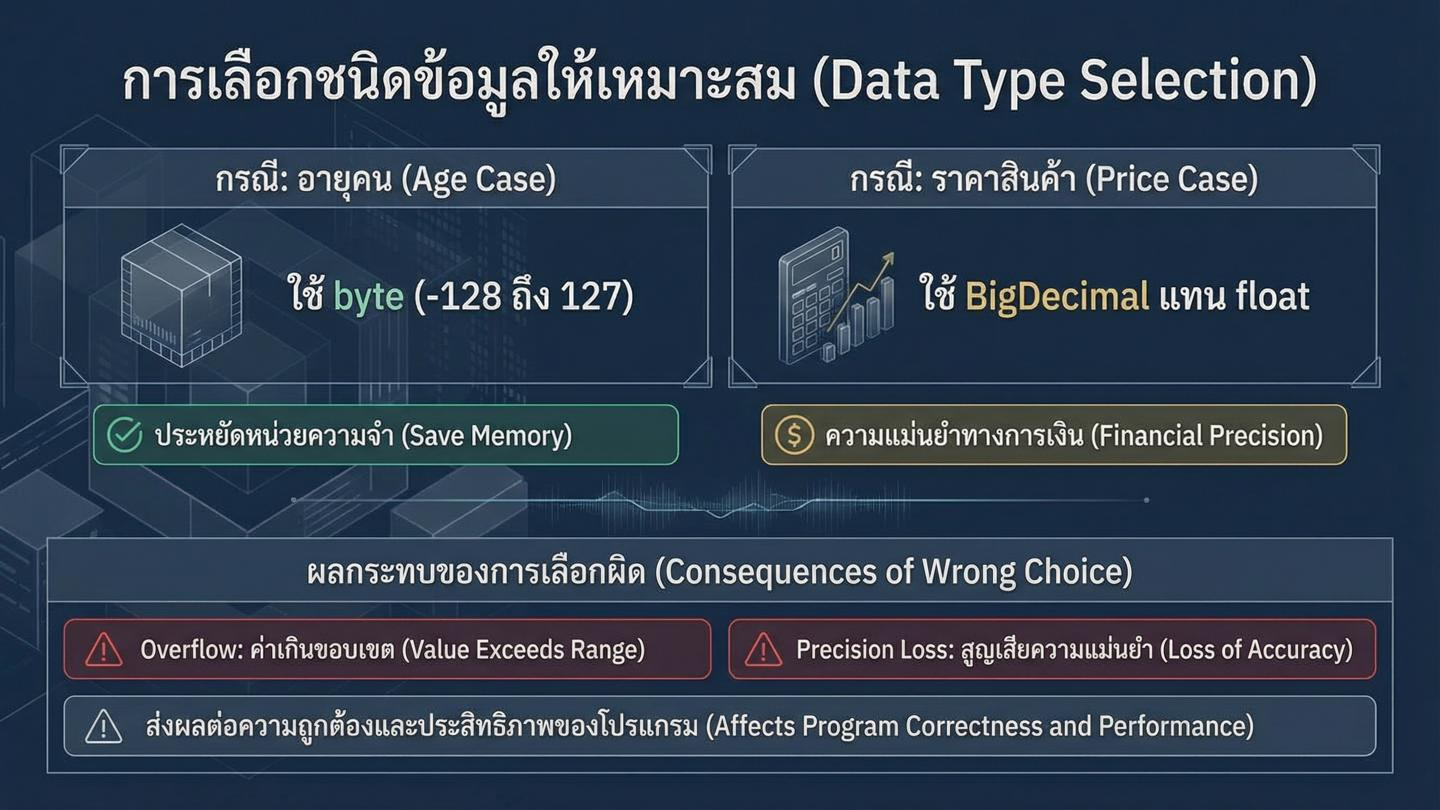 การเลือกชนิดข้อมูลให้เหมาะสม (Data Type Selection)
กรณี: อายุคน (Age Case)
ใช้ byte (-128 ถึง 127)
ประหยัดหน่วยความจำ (Save Memory)
กรณี: ราคาสินค้า (Price Case)
ใช้ BigDecimal แทน float
ความแม่นยำทางการเงิน (Financial Precision)
ผลกระทบของการเลือกผิด (Consequences of Wrong Choice)
Overflow: ค่าเกินขอบเขต (Value Exceeds Range)
Precision Loss: สูญเสียความแม่นยำ (Loss of Accuracy)
ส่งผลต่อความถูกต้องและประสิทธิภาพของโปรแกรม (Affects Program Correctness and Performance)